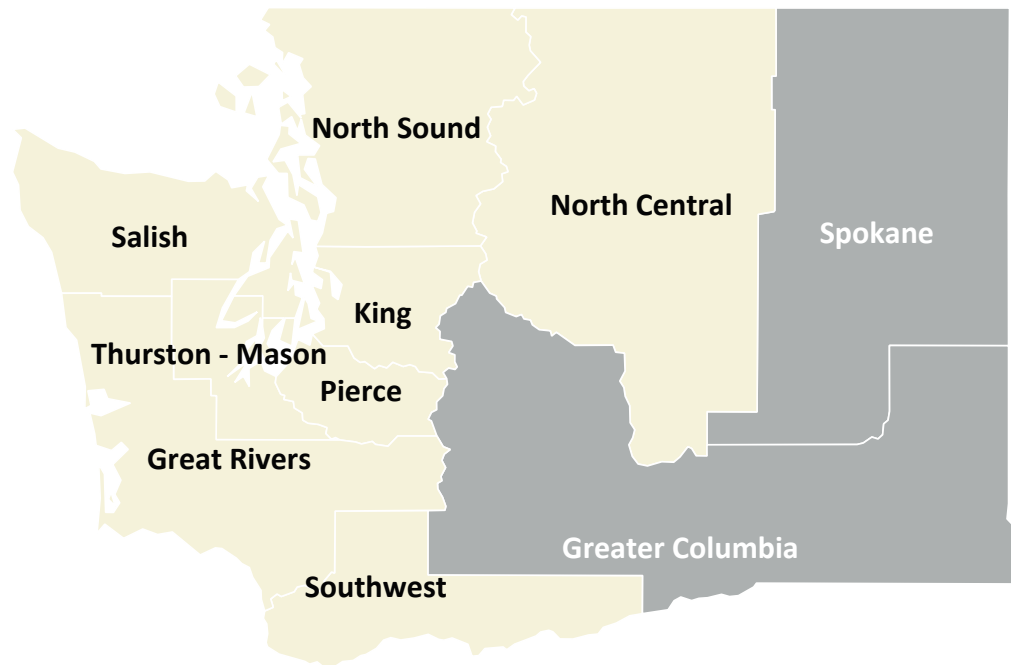 North Sound
North Central
Spokane
Salish
King
Thurston - Mason
Pierce
Great Rivers
Greater Columbia
Southwest